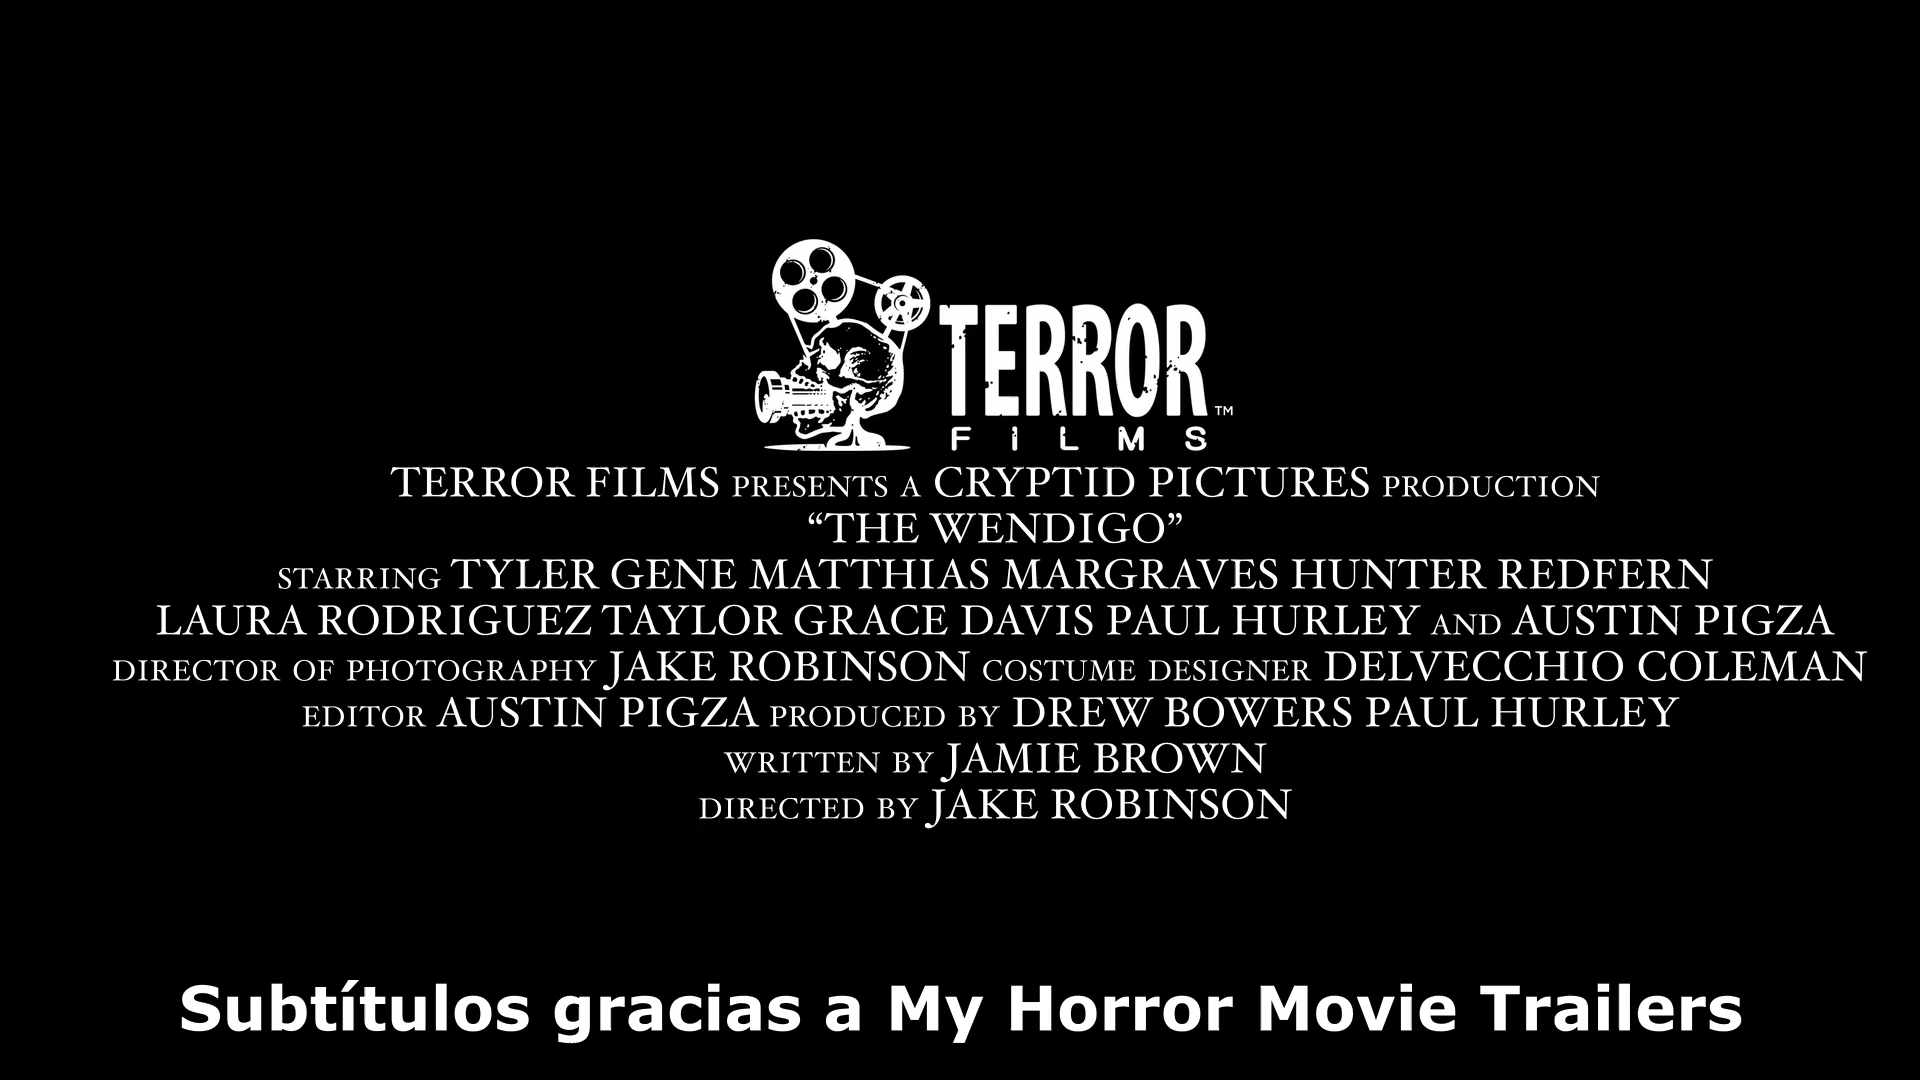 TERROR™
FILMS
TERROR FILMS PRESENTS A CRYPTID PICTURES PRODUCTION
“THE WENDIGO”
STARRING TYLER GENE MATTHIAS MARGRAVES HUNTER REDFERN
LAURA RODRIGUEZ TAYLOR GRACE DAVIS PAUL HURLEY AND AUSTIN PIGZA
DIRECTOR OF PHOTOGRAPHY JAKE ROBINSON COSTUME DESIGNER DELVECCHIO COLEMAN
EDITOR AUSTIN PIGZA PRODUCED BY DREW BOWERS PAUL HURLEY
WRITTEN BY JAMIE BROWN
DIRECTED BY JAKE ROBINSON
Subtítulos gracias a My Horror Movie Trailers